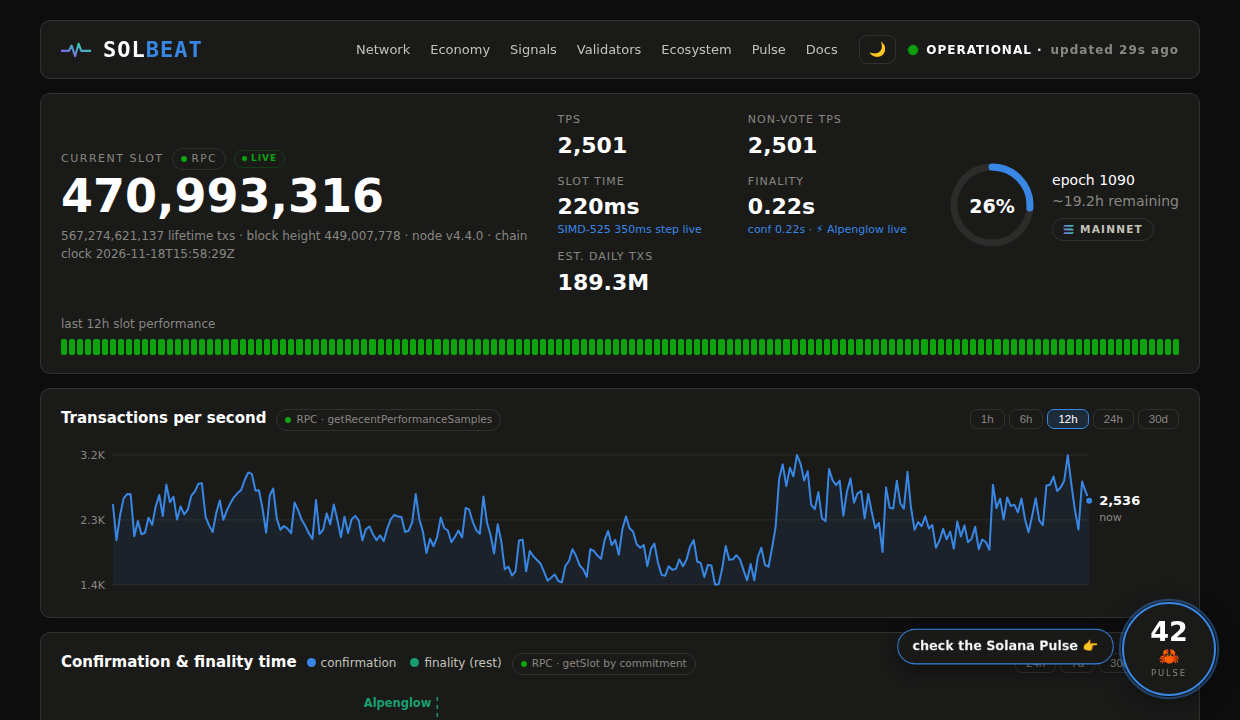 SOLBEAT
Network Economy Signals Validators Ecosystem Pulse Docs
OPERATIONAL · updated 29s ago
CURRENT SLOT RPC LIVE
470,993,316
567,274,621,137 lifetime txs · block height 449,007,778 · node v4.4.0 · chain
clock 2026-11-18T15:58:29Z
TPS
2,501
NON-VOTE TPS
2,501
SLOT TIME
220ms
SIMD-525 350ms step live
FINALITY
0.22s
conf 0.22s · ⚡ Alpenglow live
EST. DAILY TXS
189.3M
26%
epoch 1090
~19.2h remaining
MAINNET
last 12h slot performance
Transactions per second RPC · getRecentPerformanceSamples
1h 6h 12h 24h 30d
3.2K
2.3K
1.4K
2,536
now
Confirmation & finality time confirmation finality (rest) RPC · getSlot by commitment
check the Solana Pulse 👉
42
🦀
PULSE
Alpenglow